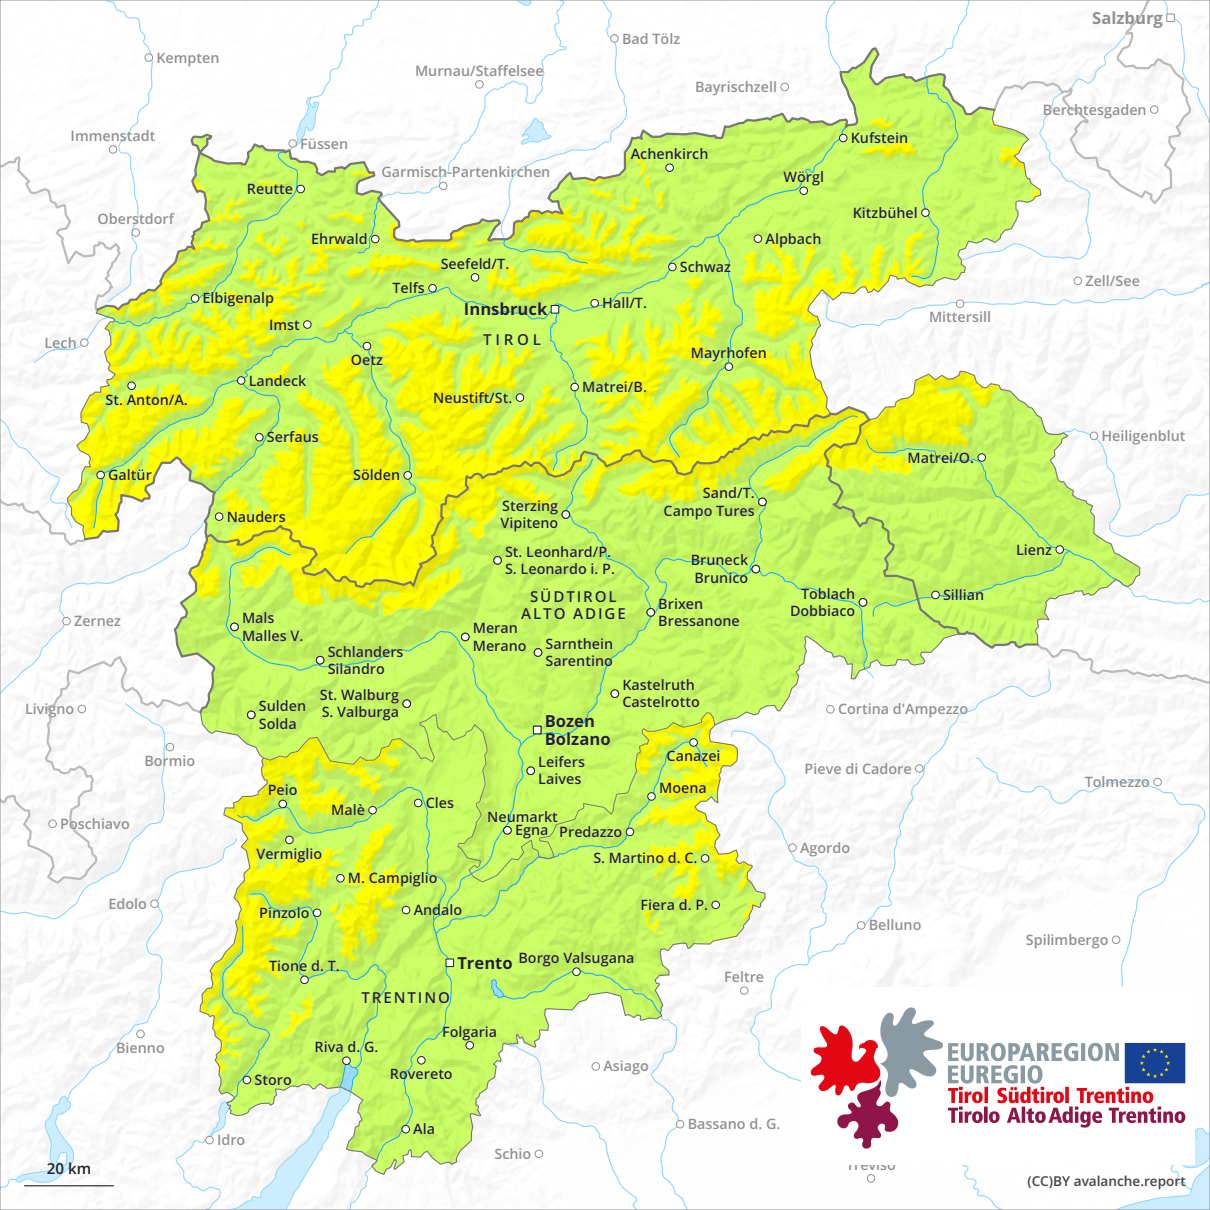 Salzburg
Bad Tölz
Kempten
Murnau/Staffelsee
Bayrischzell
Berchtesgaden
Immenstadt
Füssen
Kufstein
Achenkirch
Garmisch-Partenkirchen
Wörgl
Reutte
Oberstdorf
Kitzbühel
Ehrwald
Alpbach
Seefeld/T.
Schwaz
Zell/See
Telfs
Elbigenalp
Hall/T.
Innsbruck
Mittersill
Imst
TIROL
Lech
Oetz
Mayrhofen
Landeck
Matrei/B.
St. Anton/A.
Neustift/St.
Serfaus
Heiligenblut
Matrei/O.
Galtür
Sölden
Sand/T.
Campo Tures
Sterzing
Vipiteno
Nauders
St. Leonhard/P.
S. Leonardo i. P.
Lienz
Bruneck
Brunico
SÜDTIROL
ALTO ADIGE
Toblach
Dobbiaco
Sillian
Brixen
Bressanone
Zernez
Mals
Malles V.
Meran
Merano
Sarnthein
Sarentino
Schlanders
Silandro
Kastelruth
Castelrotto
St. Walburg
S. Valburga
Sulden
Solda
Livigno
Cortina d'Ampezzo
Bozen
Bolzano
Bormio
Canazei
Leifers
Laives
Pieve di Cadore
Tolmezzo
Peio
Moena
Malè
Cles
Neumarkt
Egna
Predazzo
Poschiavo
Vermiglio
S. Martino d. C.
Agordo
M. Campiglio
Edolo
Pinzolo
Andalo
Fiera d. P.
Belluno
Spilimbergo
Trento
Borgo Valsugana
Tione d. T.
Feltre
TRENTINO
Bienno
Folgaria
Riva d. G.
Rovereto
Asiago
Storo
EUROPAREGION
EUREGIO
Tirol Südtirol Trentino
Tirolo Alto Adige Trentino
Ala
Bassano d. G.
Idro
Schio
Treviso
20 km
(CC)BY avalanche.report